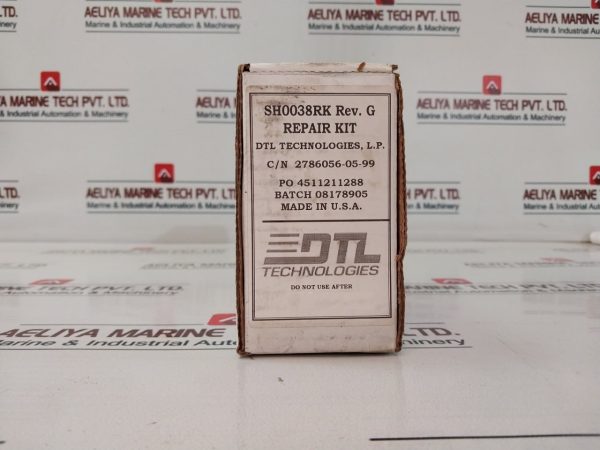 AELIYA MARINE TECH PVT. LTD.
Marine & Industrial Automation & Machinery
SH0038RK Rev. G
REPAIR KIT
DTL TECHNOLOGIES, L.P.
C/N 2786056-05-99
PO 4511211288
BATCH 08178905
MADE IN U.S.A.
DTL
TECHNOLOGIES
DO NOT USE AFTER